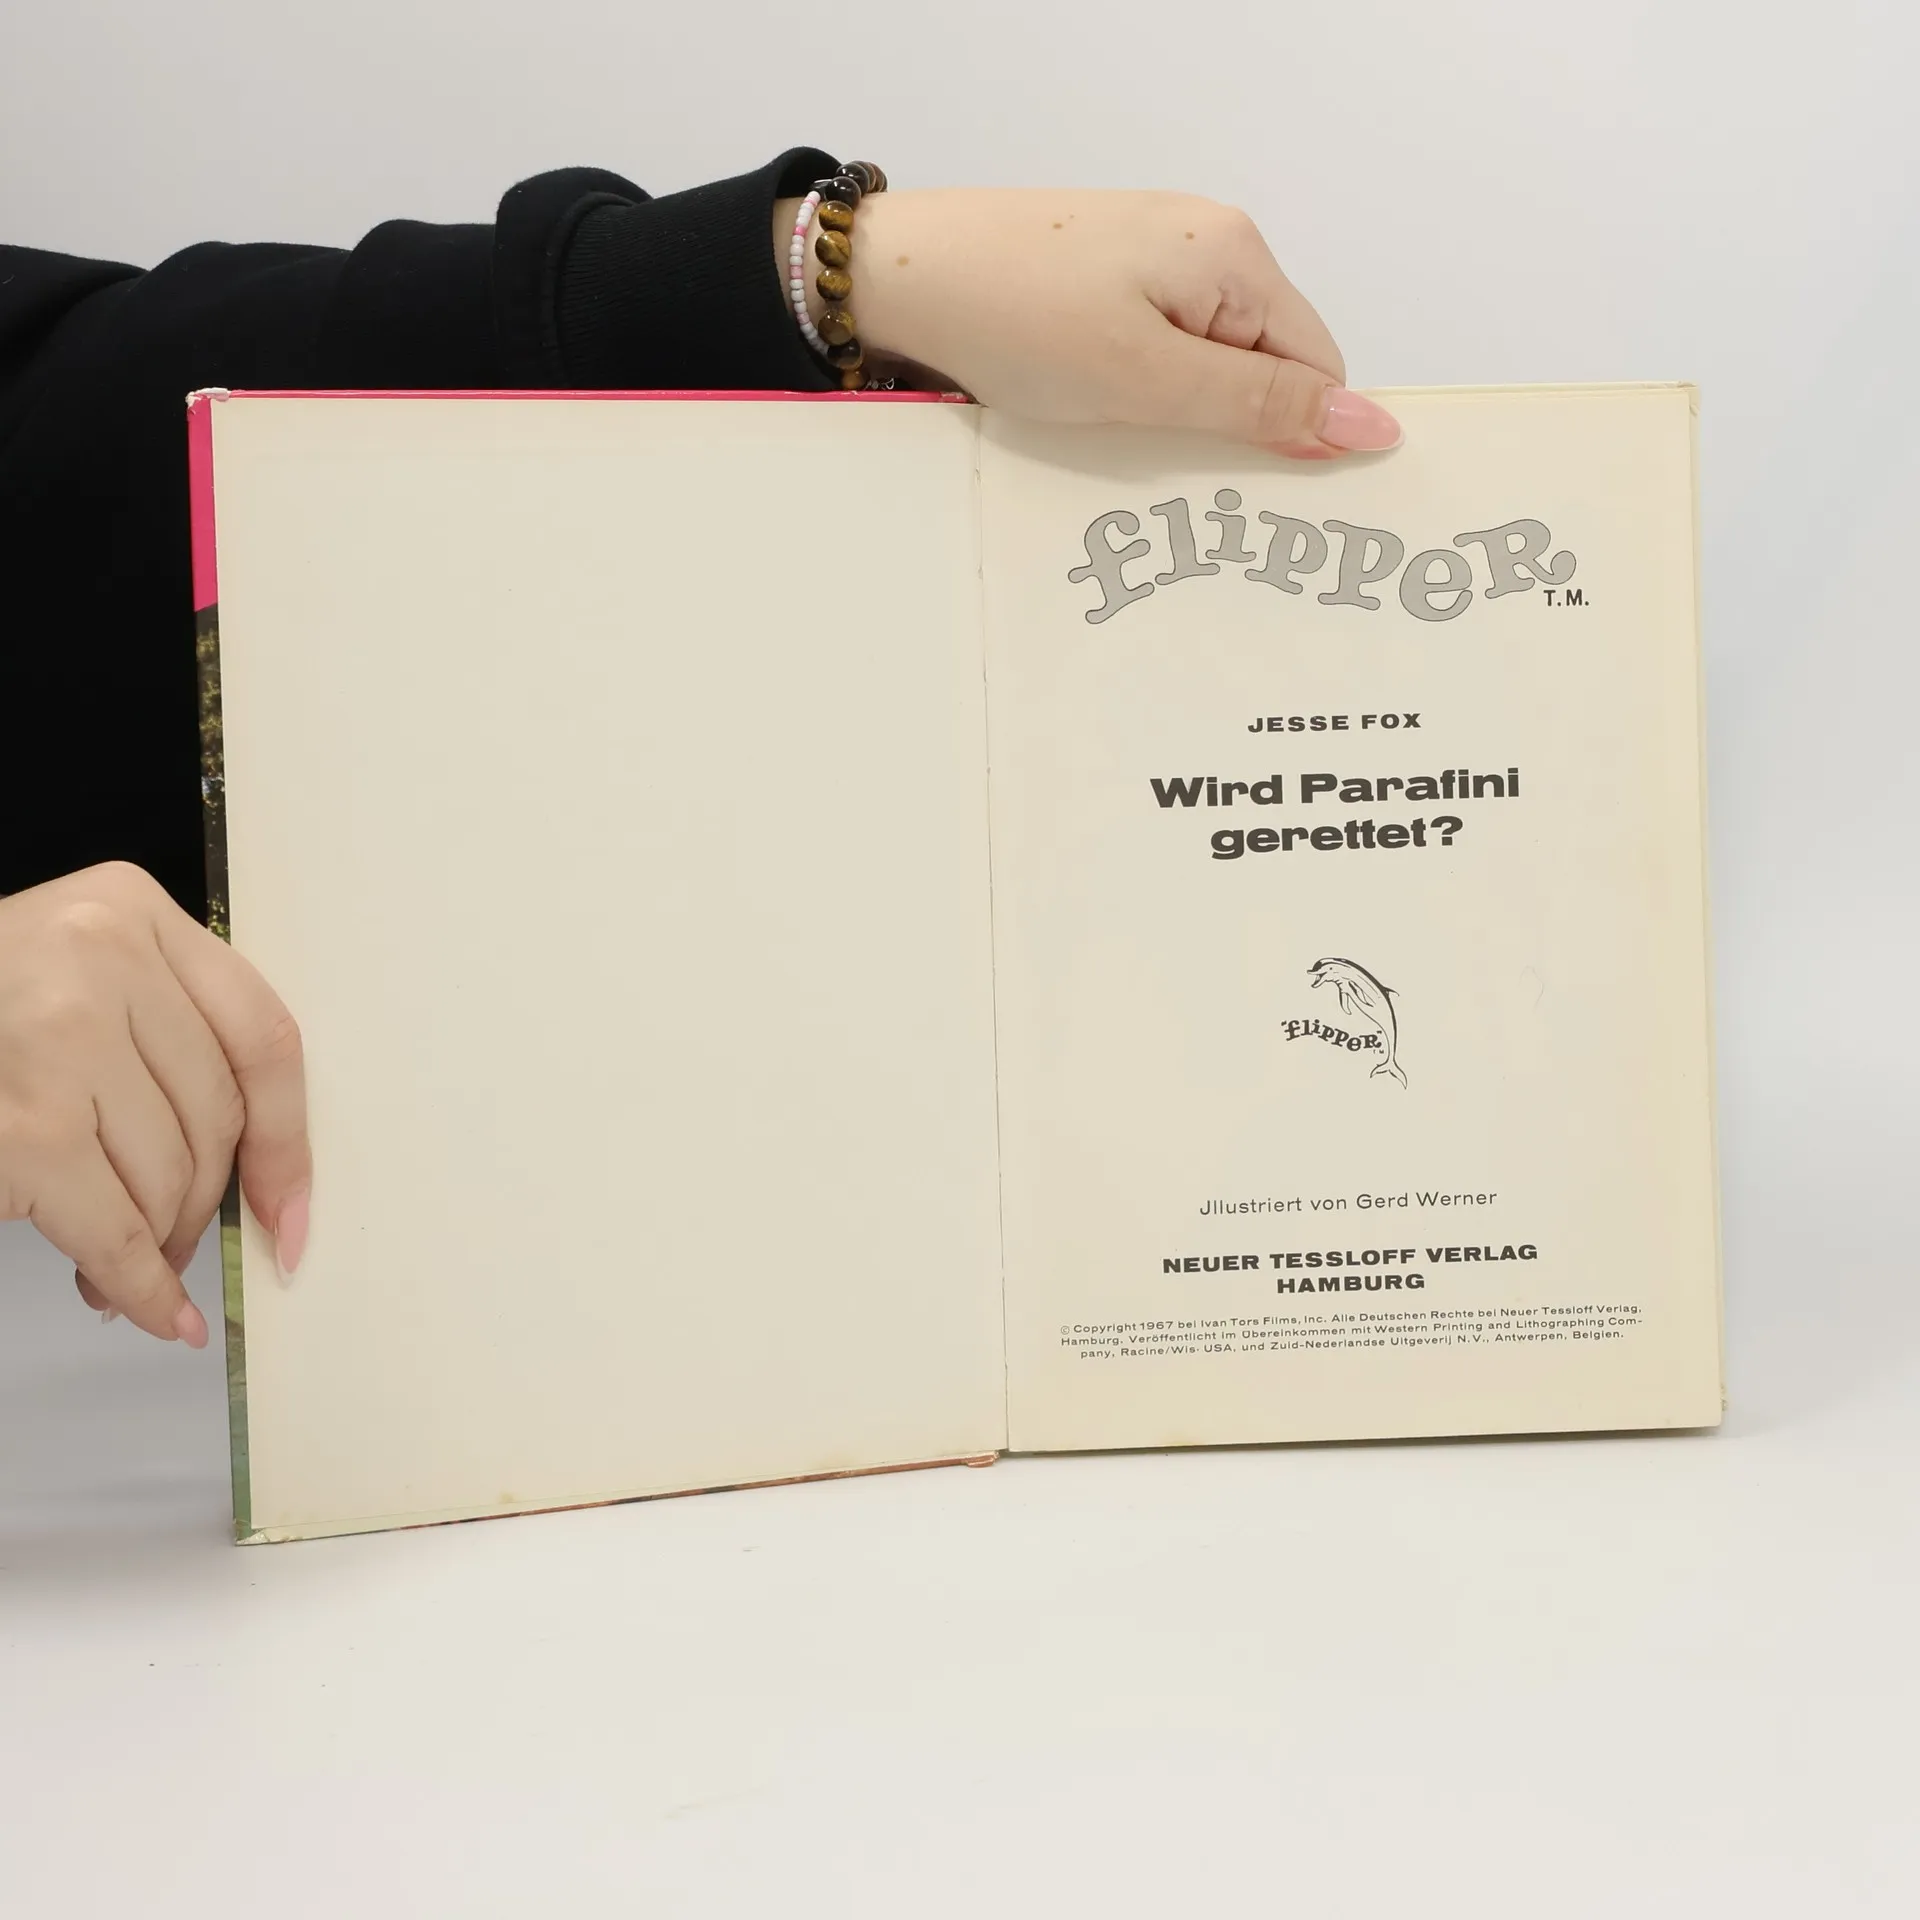 flipper
T.M.
JESSE FOX
Wird Parafini
gerettet?
"flipper"
TM
Jllustriert von Gerd Werner
NEUER TESSLOFF VERLAG
HAMBURG
© Copyright 1967 bei Ivan Tors Films, Inc. Alle Deutschen Rechte bei Neuer Tessloff Verlag,
Hamburg. Veröffentlicht im Übereinkommen mit Western Printing and Lithographing Com-
pany, Racine/Wis. USA, und Zuid-Nederlandse Uitgeverij N.V., Antwerpen, Belgien.